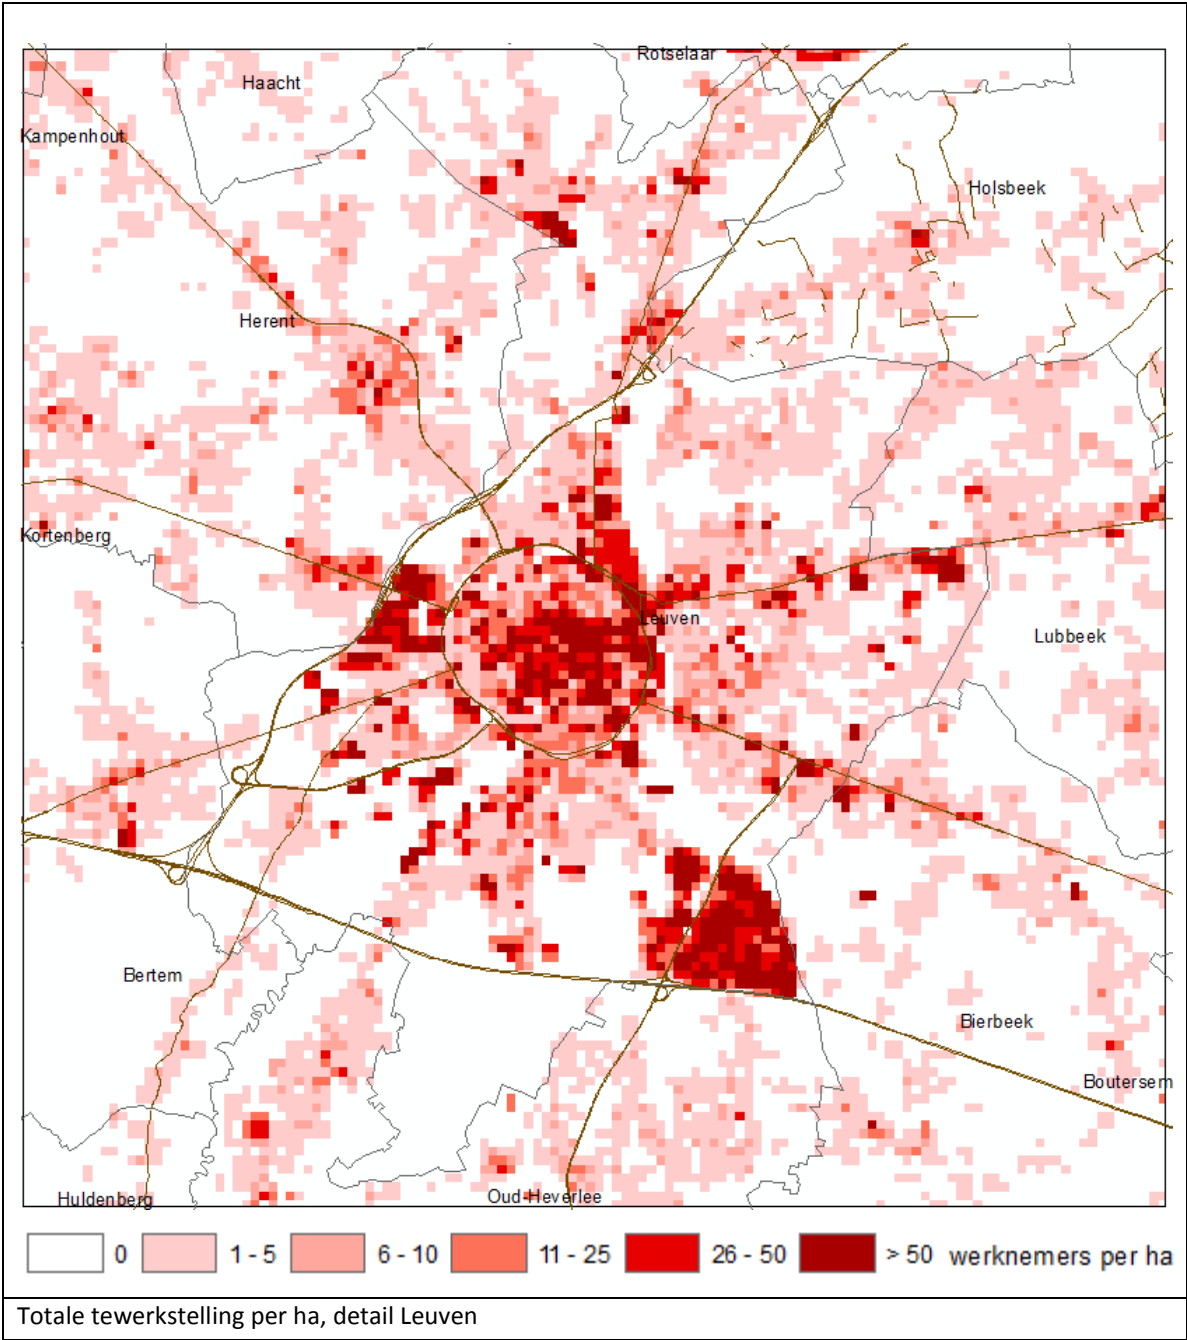 Rotselaar
Haacht
Kampenhout
Holsbeek
Herent
Kortenberg
Leuven
Lubbeek
Bertem
Bierbeek
Boutersem
Huldenberg
Oud-Heverlee
0 1 - 5 6 - 10 11 - 25 26 - 50 > 50 werknemers per ha
Totale tewerkstelling per ha, detail Leuven